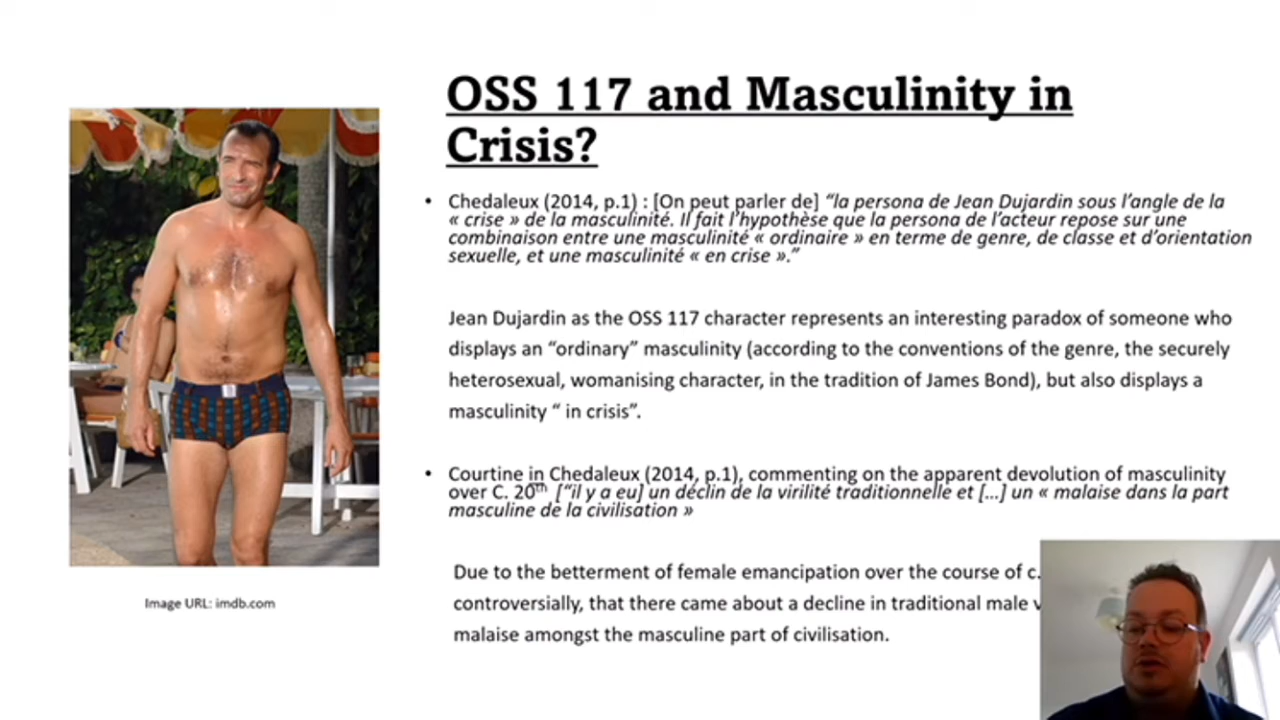 OSS 117 and Masculinity in
Crisis?
• Chedaleux (2014, p.1) : [On peut parler de] “la persona de Jean Dujardin sous l’angle de la
« crise » de la masculinité. Il fait l’hypothèse que la persona de l’acteur repose sur une
combinaison entre une masculinité « ordinaire » en terme de genre, de classe et d’orientation
sexuelle, et une masculinité « en crise ».”
Jean Dujardin as the OSS 117 character represents an interesting paradox of someone who
displays an “ordinary” masculinity (according to the conventions of the genre, the securely
heterosexual, womanising character, in the tradition of James Bond), but also displays a
masculinity “ in crisis”.
• Courtine in Chedaleux (2014, p.1), commenting on the apparent devolution of masculinity
over C. 20th [“il y a eu] un déclin de la virilité traditionnelle et [...] un « malaise dans la part
masculine de la civilisation »
Due to the betterment of female emancipation over the course of c.
controversially, that there came about a decline in traditional male
malaise amongst the masculine part of civilisation.
Image URL: imdb.com